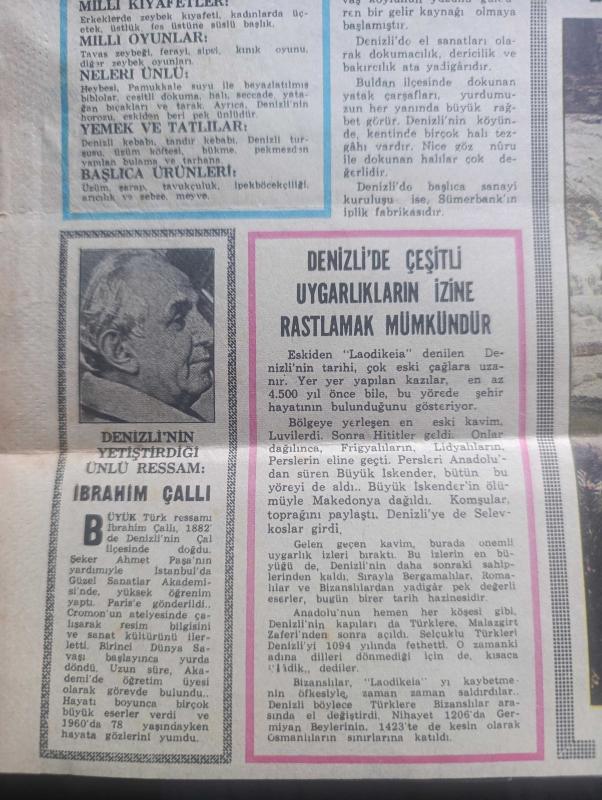 MİLLİ KIYAFETLER:
Erkeklerde zeybek kıyafeti, kadınlarda üç-
etek, üstlük fes üstüne süslü başlık.
MİLLİ OYUNLAR:
Tavas zeybeği, ferayi, sipsi, kınık oyunu,
diğer zeybek oyunları.
NELERİ ÜNLÜ:
Heybesi, Pamukkale suyu ile beyazlatılmış
biblolar, çeşitli dokuma, halı, seccade, yata-
ğan bıçakları ve tarak. Ayrıca, Denizli'nin
horozu, eskiden beri pek ünlüdür.
YEMEK VE TATLILAR:
Denizli kebabı, tandır kebabı, Denizli tur-
şusu, üzüm köftesi, bükme, pekmezden
yapılan bulama ve tarhana.
BAŞLICA ÜRÜNLERİ:
Üzüm, şarap, tavukçuluk, ipekböcekçiliği,
arıcılık ve sebze, meyve.
ren bir gelir kaynağı olmaya
başlamıştır.
Denizli'de el sanatları ola-
rak dokumacılık, dericilik ve
bakırcılık ata yadigârıdır.
Buldan ilçesinde dokunan
yatak çarşafları, yurdumu-
zun her yanında büyük rağ-
bet görür. Denizli'nin köyün-
de, kentinde birçok halı tez-
gâhı vardır. Nice göz nûru
ile dokunan halılar çok de-
ğerlidir.
Denizli'de başlıca sanayi
kuruluşu ise, Sümerbank'ın
iplik fabrikasıdır.
DENİZLİ'NİN
YETİŞTİRDİĞİ
ÜNLÜ RESSAM:
İBRAHİM ÇALLI
BÜYÜK Türk ressamı
İbrahim Çallı, 1882'
de Denizli'nin Çal
ilçesinde doğdu.
Şeker Ahmet Paşa'nın
yardımıyle İstanbul'da
Güzel Sanatlar Akademi-
si'nde, yüksek öğrenim
yaptı. Paris'e gönderildi..
Cromon'un atelyesinde ça-
lışarak resim bilgisini
ve sanat kültürünü iler-
letti. Birinci Dünya Sa-
vaşı başlayınca yurda
döndü. Uzun süre, Aka-
demi'de öğretim üyesi
olarak görevde bulundu..
Hayatı boyunca birçok
büyük eserler verdi ve
1960'da 78 yaşındayken
hayata gözlerini yumdu.
DENİZLİ'DE ÇEŞİTLİ
UYGARLIKLARIN İZİNE
RASTLAMAK MÜMKÜNDÜR
Eskiden "Laodikeia" denilen De-
nizli'nin tarihi, çok eski çağlara uza-
nır. Yer yer yapılan kazılar, en az
4.500 yıl önce bile, bu yörede şehir
hayatının bulunduğunu gösteriyor.
Bölgeye yerleşen en eski kavim,
Luvilerdi. Sonra Hititler geldi. Onlar
dağılınca, Frigyalıların, Lidyalıların,
Perslerin eline geçti. Persleri Anadolu'
dan süren Büyük İskender, bütün bu
yöreyi de aldı.. Büyük İskender'in ölü-
müyle Makedonya dağıldı. Komşular,
toprağını paylaştı. Denizli'ye de Selev-
koslar girdi.
Gelen geçen kavim, burada önemli
uygarlık izleri bıraktı. Bu izlerin en bü-
yüğü de, Denizli'nin daha sonraki sahip-
lerinden kaldı. Sırayla Bergamalılar, Roma-
lılar ve Bizanslılardan yadigâr pek değerli
eserler, bugün birer tarih hazinesidir.
Anadolu'nun hemen her köşesi gibi,
Denizli'nin kapıları da Türklere, Malazgirt
Zaferi'nden sonra açıldı. Selçuklu Türkleri
Denizli'yi 1094 yılında fethetti. O zamanki
adına dilleri dönmediği için de, kısaca
dediler.
Bizanslılar, "Laodikeia" yı kaybetme-
nin öfkesiyle, zaman zaman saldırdılar..
Denizli böylece Türklere Bizanslılar ara-
sında el değiştirdi. Nihayet 1206'da Ger-
miyan Beylerinin, 1423'te de kesin olarak
Osmanlıların sınırlarına katıldı.